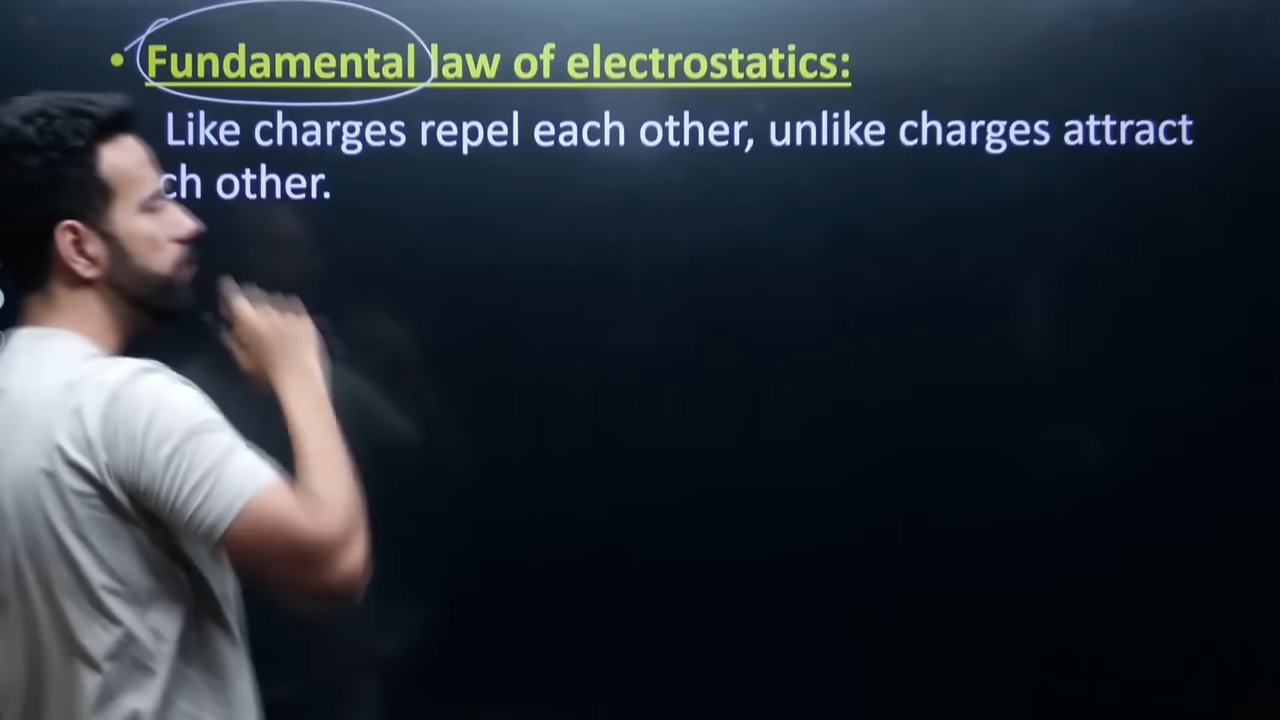 • Fundamental law of electrostatics:
Like charges repel each other, unlike charges attract
ch other.